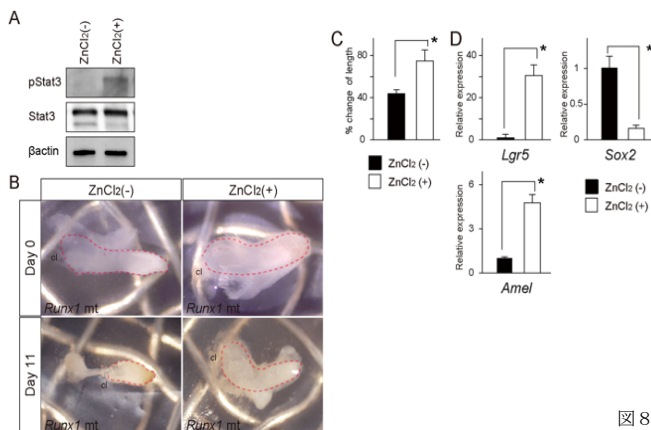 A
ZnCl2(-)
ZnCl2(+)
pStat3
Stat3
βactin
B
ZnCl2(-)
ZnCl2(+)
Day 0
cl
Runx1 mt
cl
Runx1 mt
Day 11
cl
Runx1 mt
cl
Runx1 mt
C
% change of length
80
40
0
*
ZnCl2 (-)
ZnCl2 (+)
D
Relative expression
40
20
0
*
Lgr5
Relative expression
1
0.5
0
*
Sox2
Relative expression
6
3
0
*
Amel
ZnCl2 (-)
ZnCl2 (+)
図 8